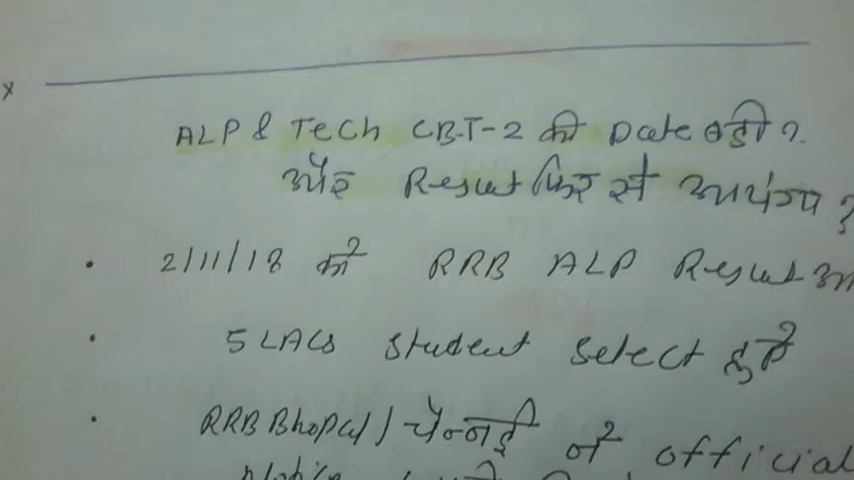 x
ALP & Tech CBT-2 की Date बढ़ी ?
और Result फिर से आयेगा ?
• 2/11/18 को RRB ALP Result
• 5 LACs student select हुये
• RRB Bhopal / चेन्नई ने official